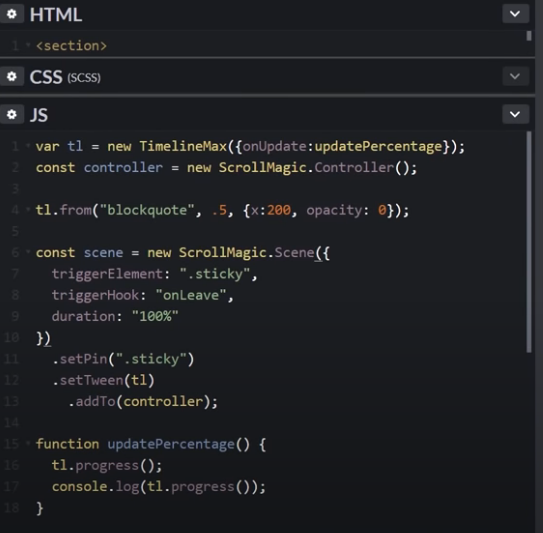 HTML
1 <section>
CSS (SCSS)
JS
1 var tl = new TimelineMax({onUpdate:updatePercentage});
2 const controller = new ScrollMagic.Controller();
3
4 tl.from("blockquote", .5, {x:200, opacity: 0});
5
6 const scene = new ScrollMagic.Scene({
7   triggerElement: ".sticky",
8   triggerHook: "onLeave",
9   duration: "100%"
10 })
11   .setPin(".sticky")
12   .setTween(tl)
13     .addTo(controller);
14
15 function updatePercentage() {
16   tl.progress();
17   console.log(tl.progress());
18 }